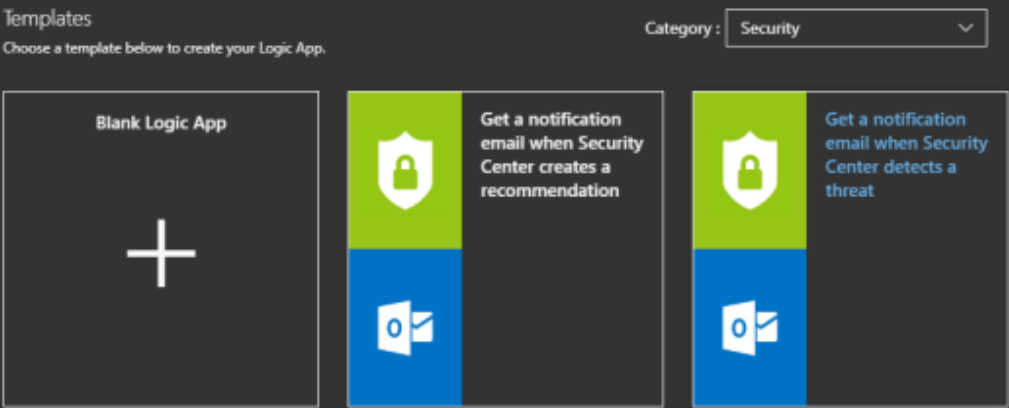 Templates
Category : Security
Choose a template below to create your Logic App.
Blank Logic App
Get a notification
email when Security
Center creates a
recommendation
Get a notification
email when Security
Center detects a
threat